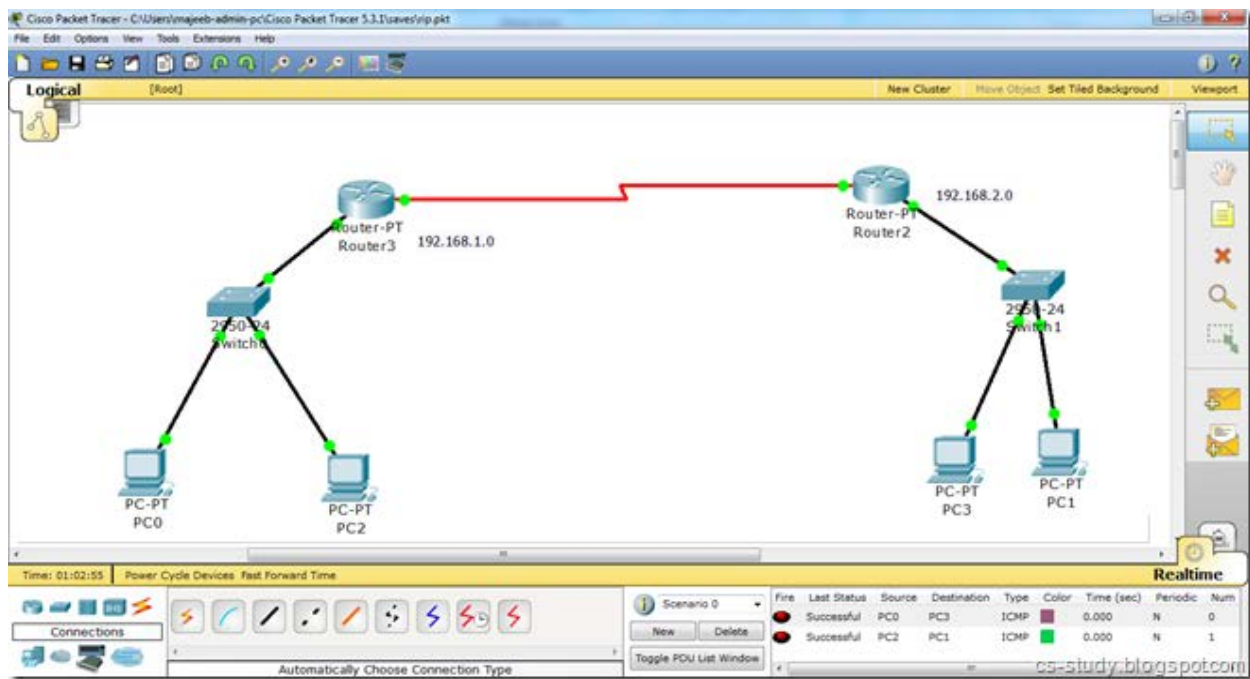 Cisco Packet Tracer - C:\Users\majeeb-admin-pc\Cisco Packet Tracer 5.3.1\saves\rip.pkt
File Edit Options View Tools Extensions Help
Logical [Root] New Cluster Move Object Set Tiled Background Viewport
Router-PT
Router3
192.168.1.0
Router-PT
Router2
192.168.2.0
2950-24
Switch0
2950-24
Switch1
PC-PT
PC0
PC-PT
PC2
PC-PT
PC3
PC-PT
PC1
Time: 01:02:55 Power Cycle Devices Fast Forward Time Realtime
Connections
Automatically Choose Connection Type
Scenario 0
New Delete
Toggle PDU List Window
Fire Last Status Source Destination Type Color Time (sec) Periodic Num
Successful PC0 PC3 ICMP 0.000 N 0
Successful PC2 PC1 ICMP 0.000 N 1
cs-study.blogspot.com